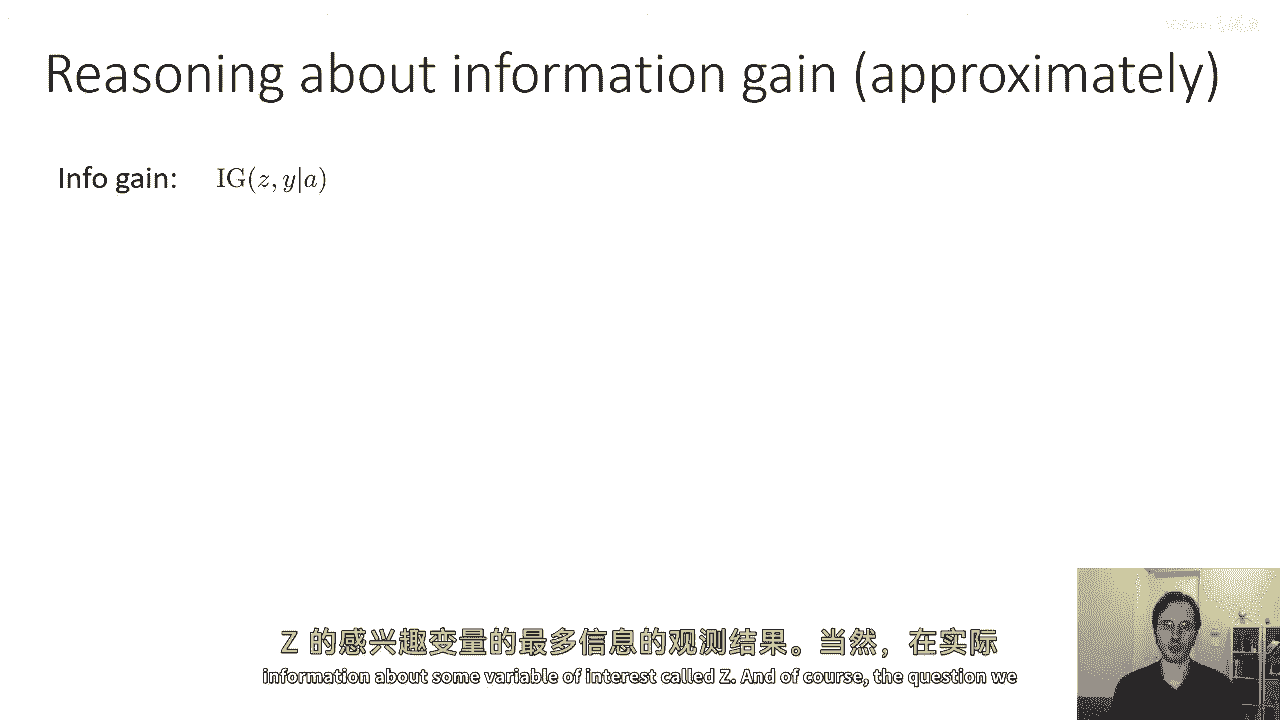 Reasoning about information gain (approximately)
Info gain: IG(z, y|a)
Z 的感兴趣变量的最多信息的观测结果。当然，在实际
information about some variable of interest called Z. And of course, the question we